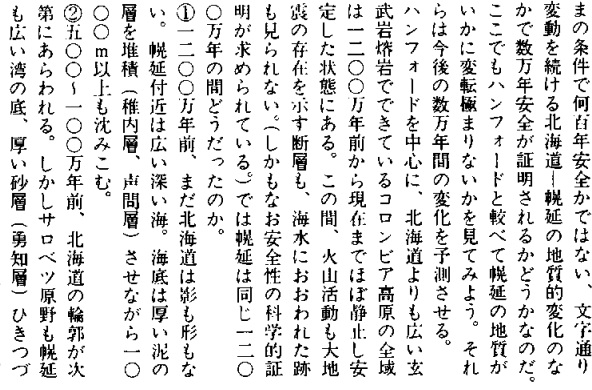 まの条件で何百年安全かではない、文字通り
変動を続ける北海道―幌延の地質的変化のな
かで数万年安全が証明されるかどうかなのだ。
ここでもハンフォードと較べて幌延の地質が
いかに変転極まりないかを見てみよう。それ
らは今後の数万年間の変化を予測させる。
ハンフォードを中心に、北海道よりも広い玄
武岩熔岩でできているコロンビア高原の全域
は一二〇〇万年前から現在までほぼ静止し安
定した状態にある。この間、火山活動も大地
震の存在を示す断層も、海水におおわれた跡
も見られない。（しかもなお安全性の科学的証
明が求められている。）では幌延は同じ一二〇
〇万年の間どうだったのか。
①一二〇〇万年前、まだ北海道は影も形もな
い。幌延付近は広い深い海。海底は厚い泥の
層を堆積（稚内層、声問層）させながら一〇
〇〇ｍ以上も沈みこむ。
②五〇〇～一〇〇万年前、北海道の輪郭が次
第にあらわれる。しかしサロベツ原野も幌延
も広い湾の底、厚い砂層（勇知層）ひきつづ